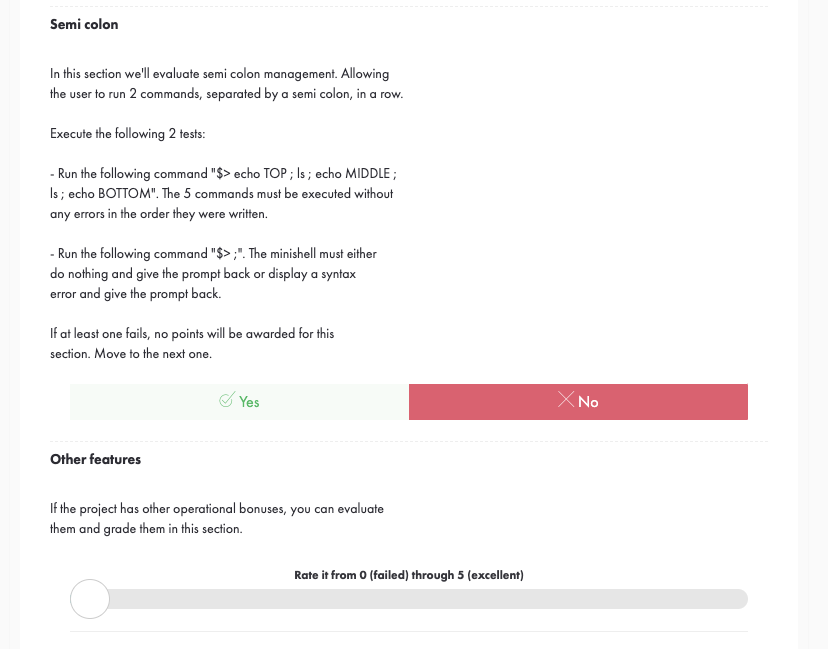 Semi colon
In this section we'll evaluate semi colon management. Allowing
the user to run 2 commands, separated by a semi colon, in a row.
Execute the following 2 tests:
- Run the following command "$> echo TOP ; ls ; echo MIDDLE ;
ls ; echo BOTTOM". The 5 commands must be executed without
any errors in the order they were written.
- Run the following command "$> ;". The minishell must either
do nothing and give the prompt back or display a syntax
error and give the prompt back.
If at least one fails, no points will be awarded for this
section. Move to the next one.
Yes
No
Other features
If the project has other operational bonuses, you can evaluate
them and grade them in this section.
Rate it from 0 (failed) through 5 (excellent)